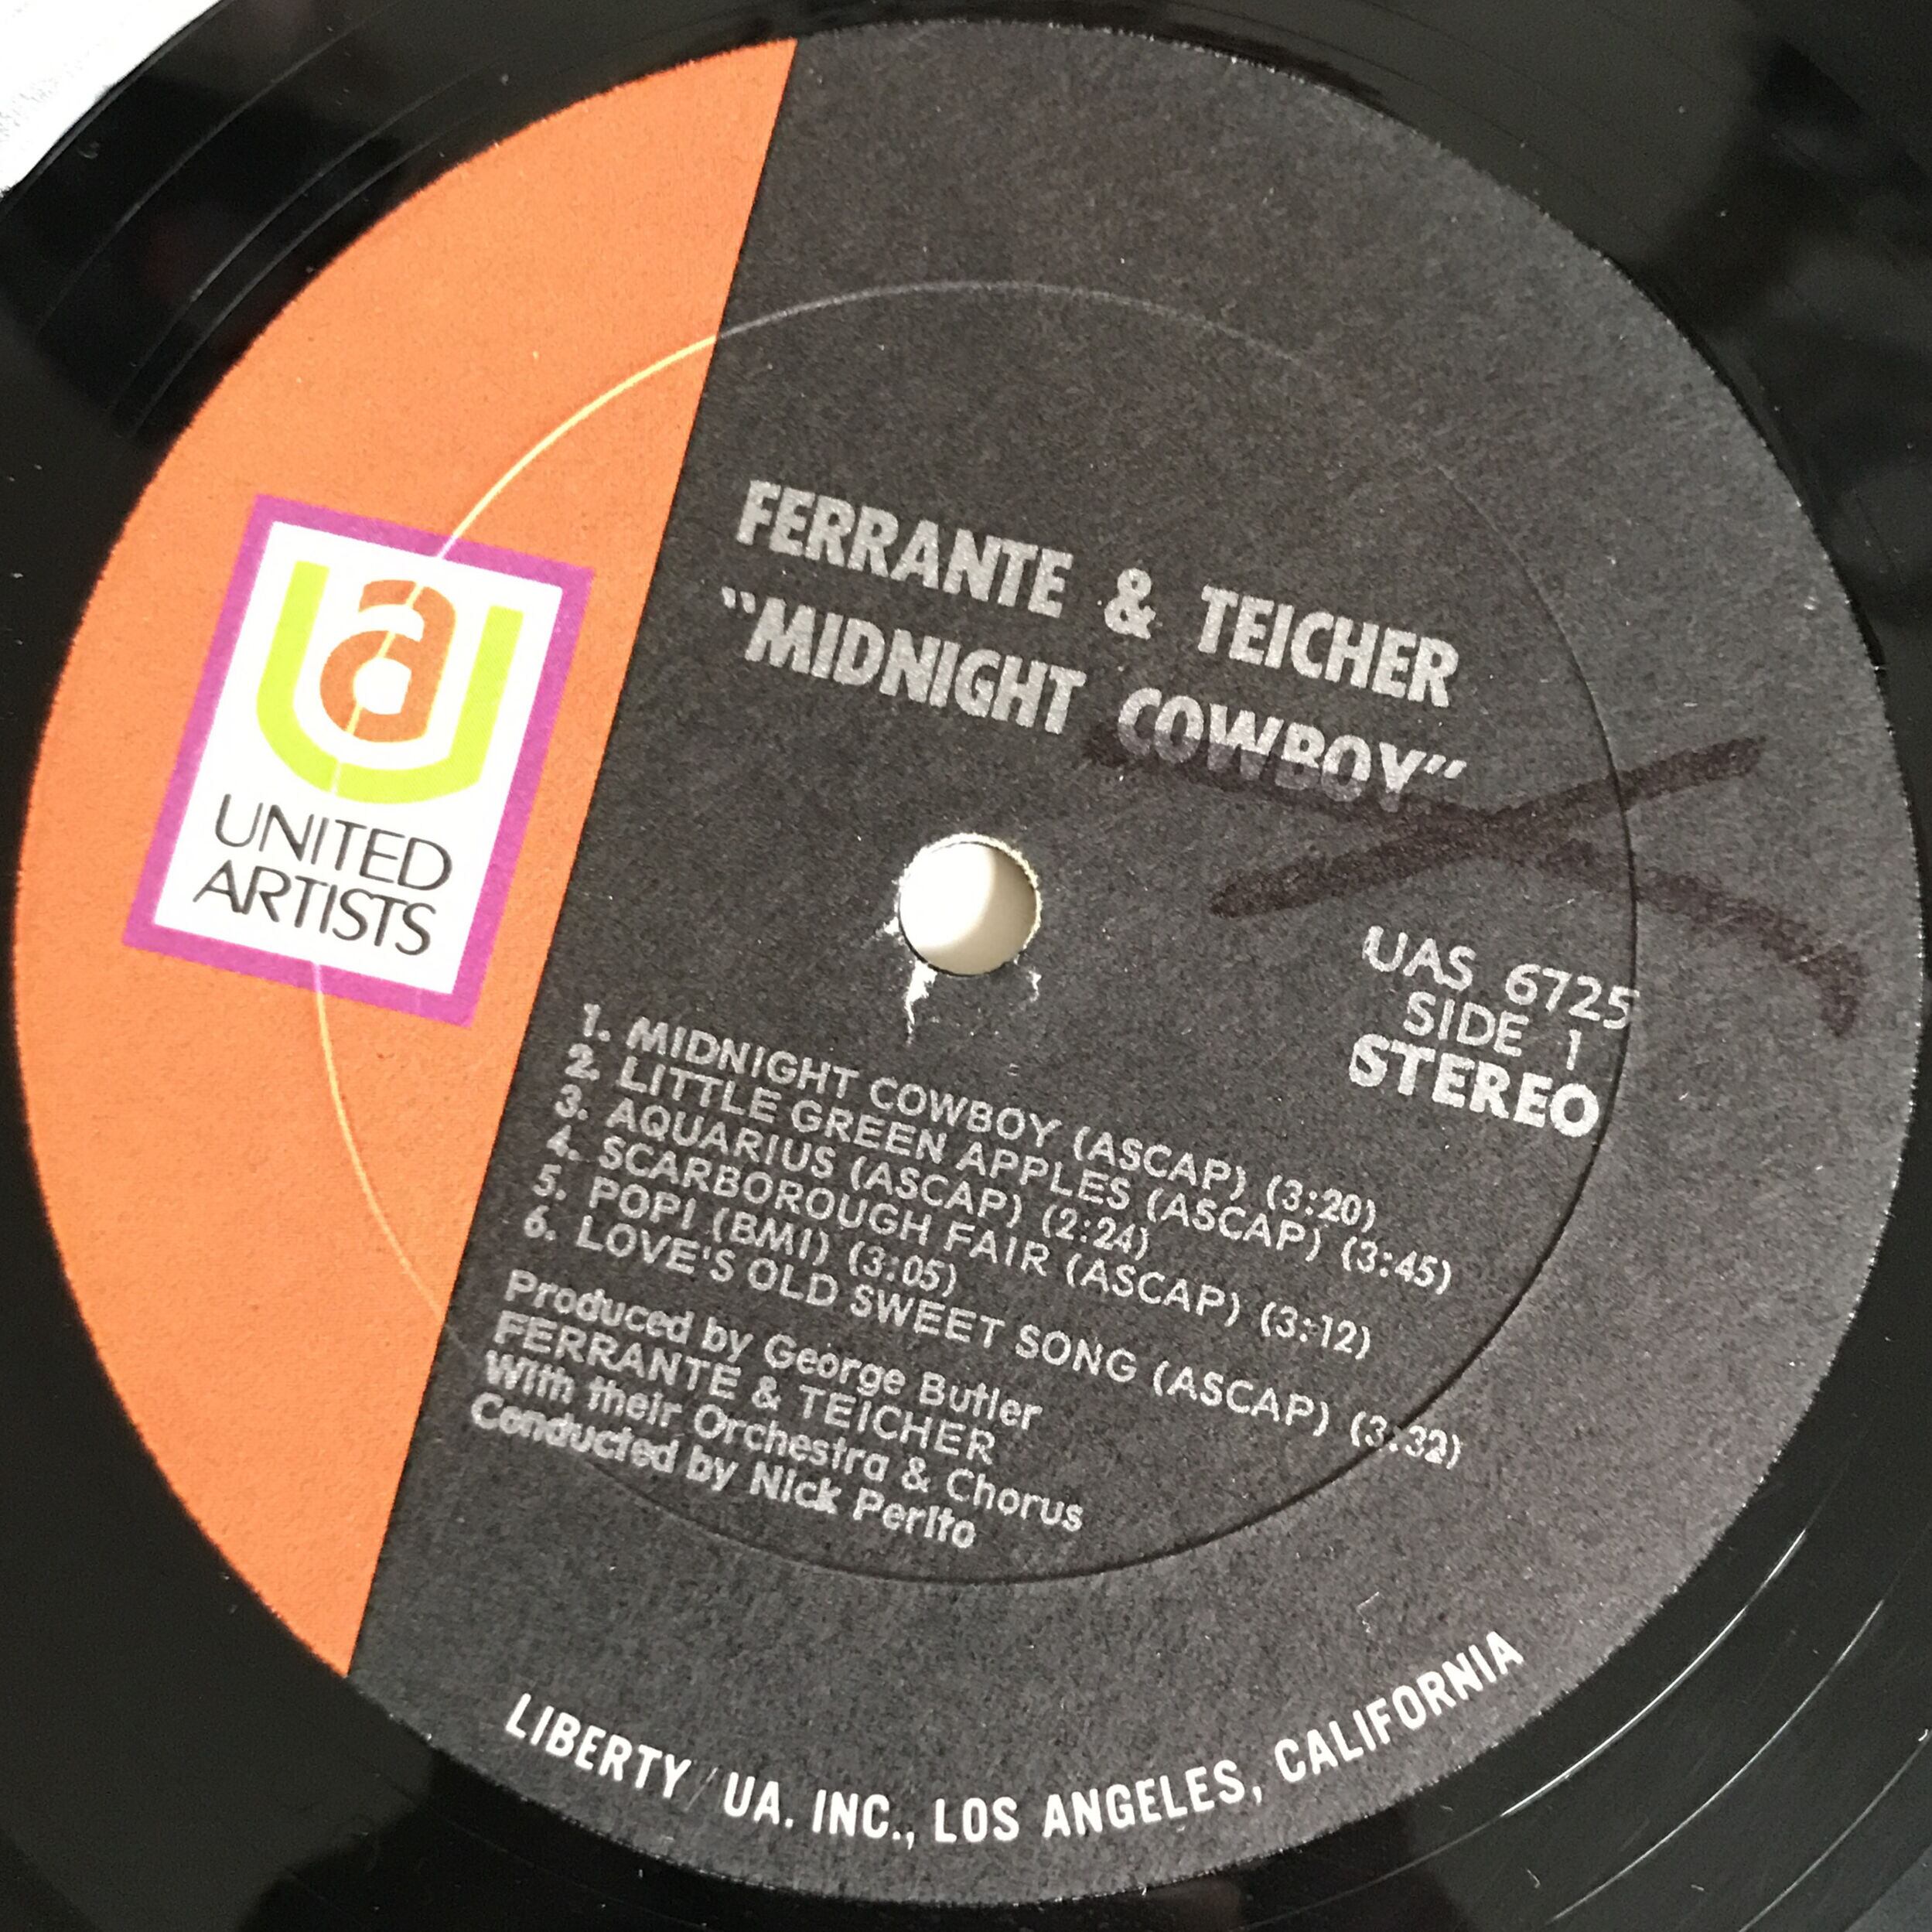 ua
UNITED
ARTISTS
FERRANTE & TEICHER
"MIDNIGHT COWBOY"
UAS 6725
SIDE 1
STEREO
1. MIDNIGHT COWBOY (ASCAP) (3:20)
2. LITTLE GREEN APPLES (ASCAP) (3:45)
3. AQUARIUS (ASCAP) (2:24)
4. SCARBOROUGH FAIR (ASCAP) (3:12)
5. POPI (BMI) (3:05)
6. LOVE'S OLD SWEET SONG (ASCAP) (3:32)
Produced by George Butler
FERRANTE & TEICHER
With their Orchestra & Chorus
Conducted by Nick Perito
LIBERTY/UA. INC., LOS ANGELES, CALIFORNIA